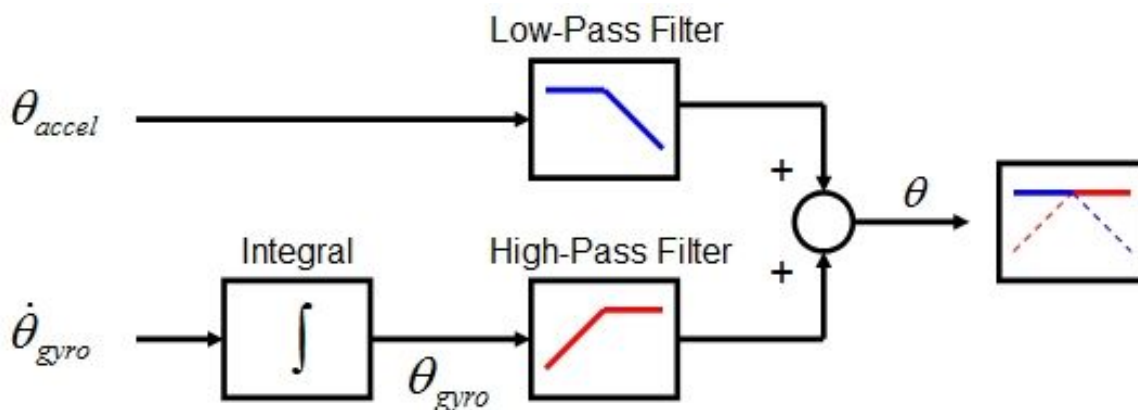 Low-Pass Filter
θaccel
+
θ
Integral
High-Pass Filter
+
θ̇gyro
∫
θgyro